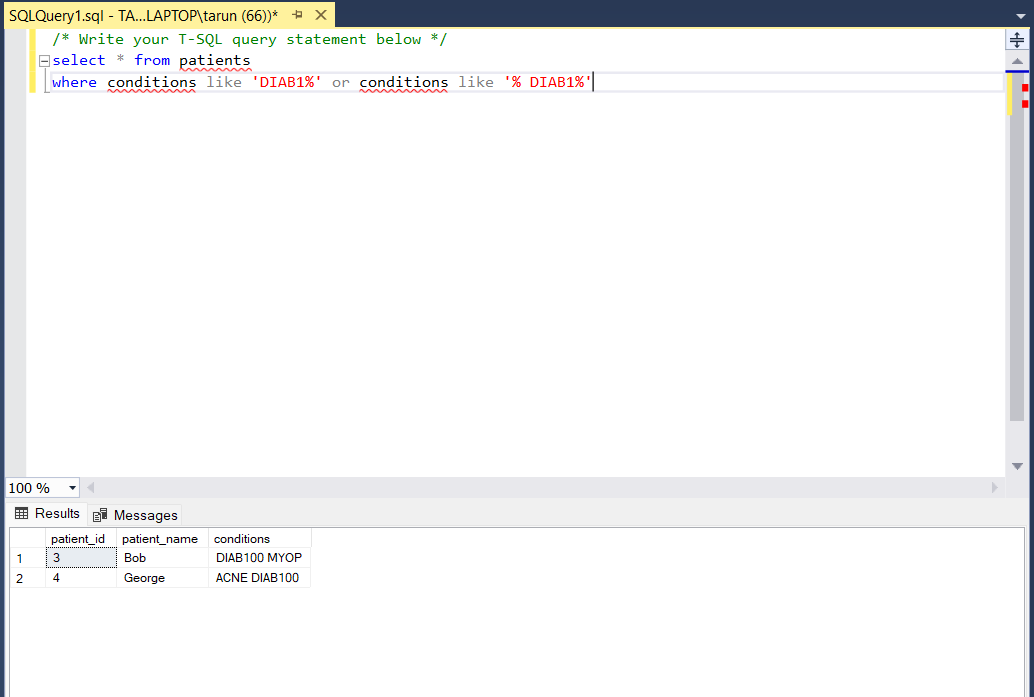 SQLQuery1.sql - TA...LAPTOP\tarun (66))*
/* Write your T-SQL query statement below */
select * from patients
where conditions like 'DIAB1%' or conditions like '% DIAB1%'
100 %
Results Messages
patient_id patient_name conditions
1 3 Bob DIAB100 MYOP
2 4 George ACNE DIAB100